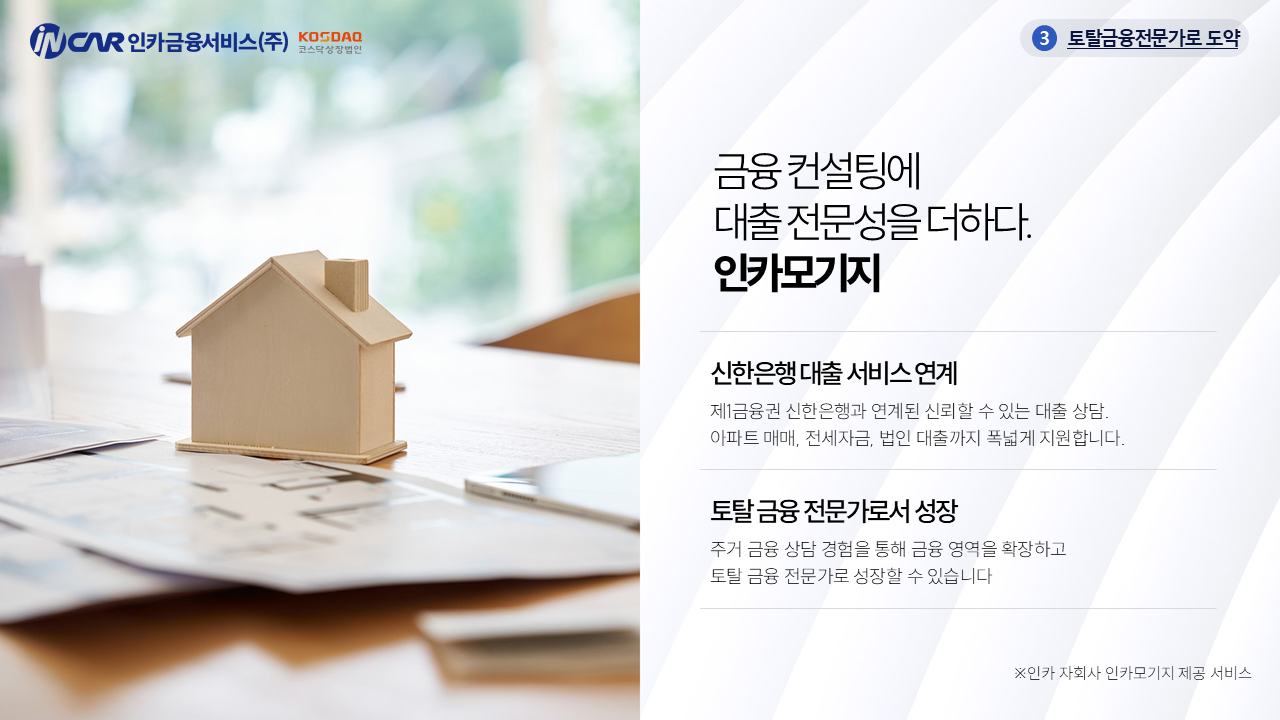 INCAR 인카금융서비스(주) KOSDAQ
코스닥상장법인
3 토탈금융전문가로 도약
금융 컨설팅에
대출 전문성을 더하다.
인카모기지
신한은행 대출 서비스 연계
제1금융권 신한은행과 연계된 신뢰할 수 있는 대출 상담.
아파트 매매, 전세자금, 법인 대출까지 폭넓게 지원합니다.
토탈 금융 전문가로서 성장
주거 금융 상담 경험을 통해 금융 영역을 확장하고
토탈 금융 전문가로 성장할 수 있습니다
※인카 자회사 인카모기지 제공 서비스